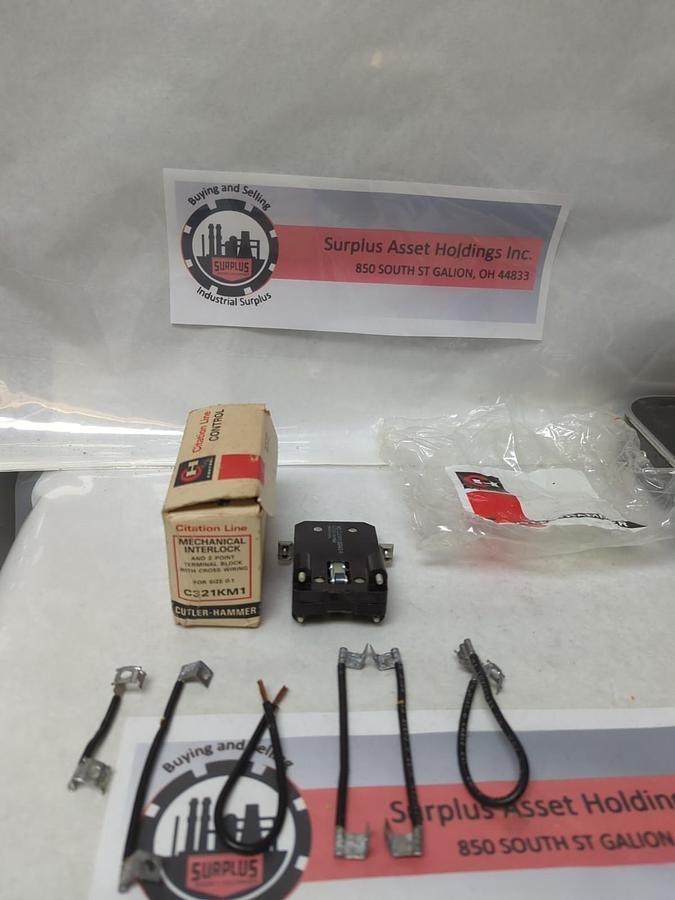 Buying and Selling
SURPLUS
Industrial Surplus
Surplus Asset Holdings Inc.
850 SOUTH ST GALION, OH 44833
Citation Line
CONTROL
Citation Line
MECHANICAL
INTERLOCK
AND 2 POINT
TERMINAL BLOCK
WITH CROSS WIRING
FOR SIZE 0.1
C321KM1
CUTLER-HAMMER
Buying and Selling
SURPLUS
Surplus Asset Holdin
850 SOUTH ST GALION,